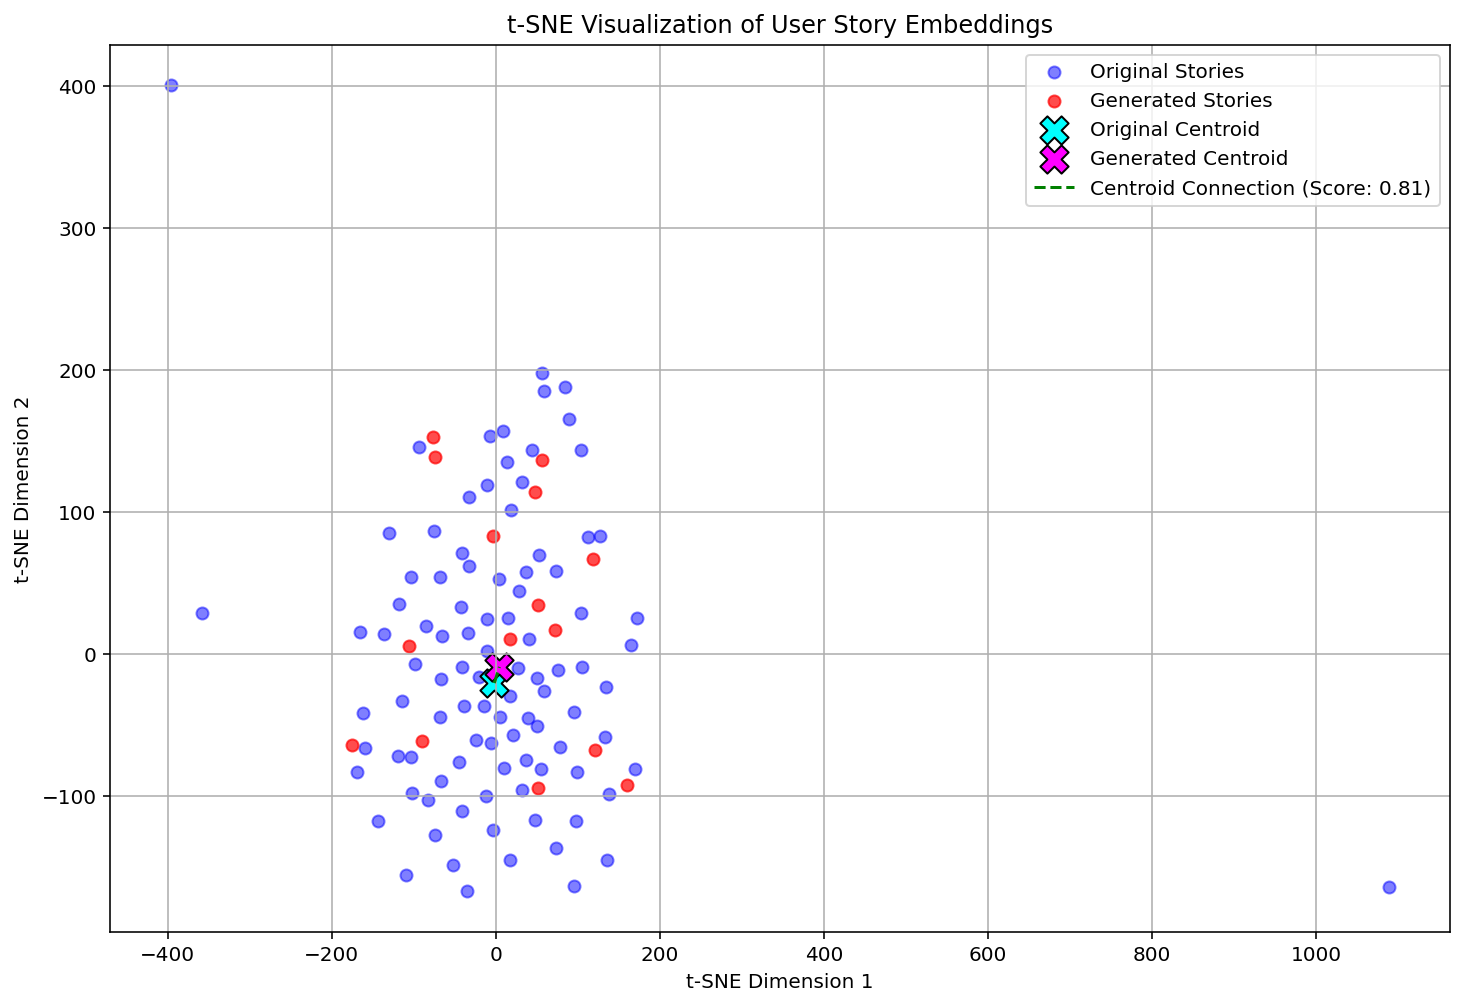 t-SNE Visualization of User Story Embeddings
Original Stories
Generated Stories
Original Centroid
Generated Centroid
Centroid Connection (Score: 0.81)
400
300
200
100
0
−100
t-SNE Dimension 2
−400
−200
0
200
400
600
800
1000
t-SNE Dimension 1